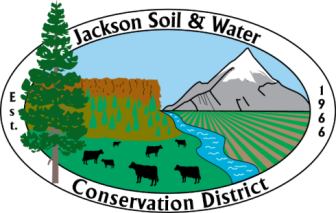 Jackson Soil & Water
Est.
1966
Conservation District